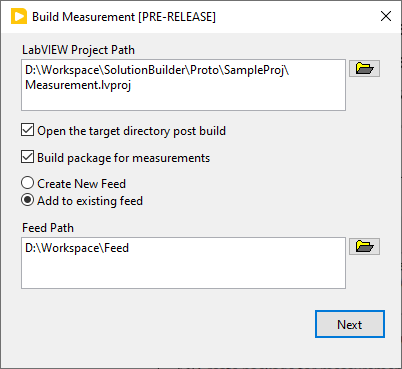 Build Measurement [PRE-RELEASE]
LabVIEW Project Path
D:\Workspace\SolutionBuilder\Proto\SampleProj\
Measurement.lvproj
Open the target directory post build
Build package for measurements
Create New Feed
Add to existing feed
Feed Path
D:\Workspace\Feed
Next